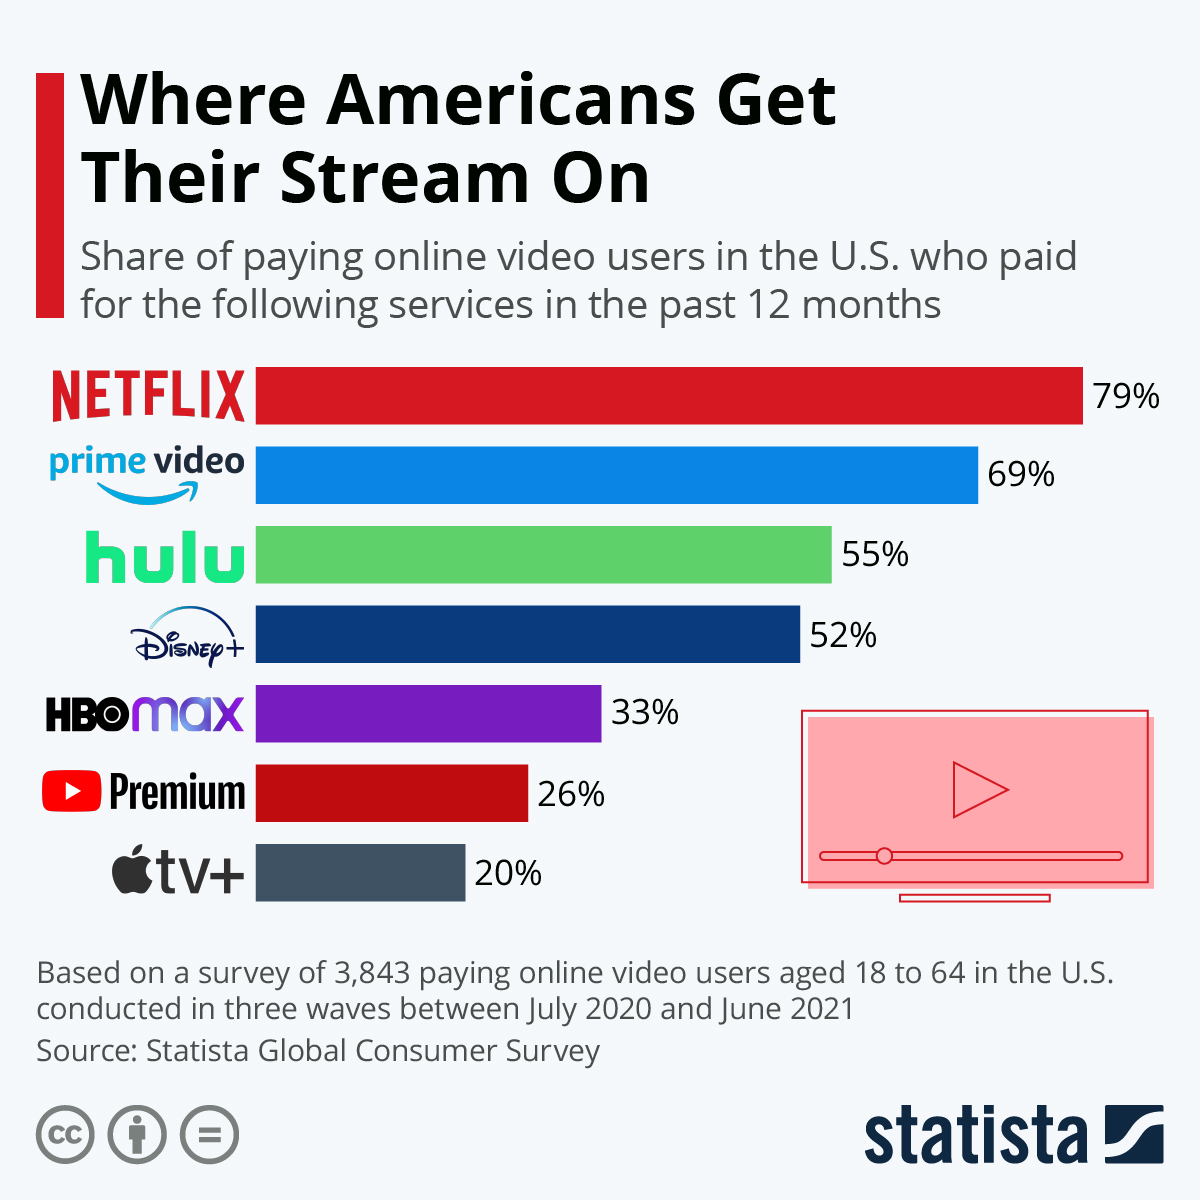 Where Americans Get
Their Stream On
Share of paying online video users in the U.S. who paid
for the following services in the past 12 months
NETFLIX 79%
prime video 69%
hulu 55%
Disney+ 52%
HBOmax 33%
Premium 26%
tv+ 20%
Based on a survey of 3,843 paying online video users aged 18 to 64 in the U.S.
conducted in three waves between July 2020 and June 2021
Source: Statista Global Consumer Survey
cc =
statista